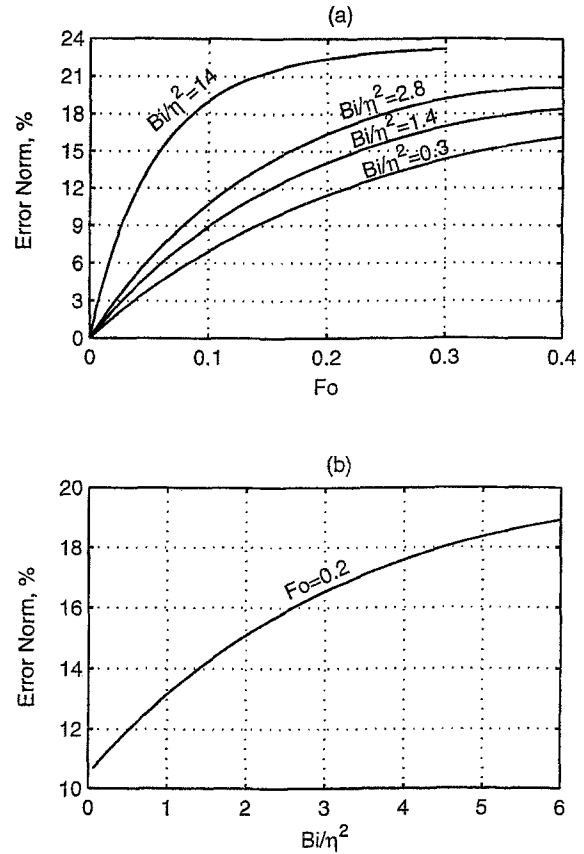 (a)
Error Norm, %
24
21
18
15
12
9
6
3
0
Bi/η²=14
Bi/η²=2.8
Bi/η²=1.4
Bi/η²=0.3
0 0.1 0.2 0.3 0.4
Fo
(b)
Error Norm, %
20
18
16
14
12
10
Fo=0.2
0 1 2 3 4 5 6
Bi/η²